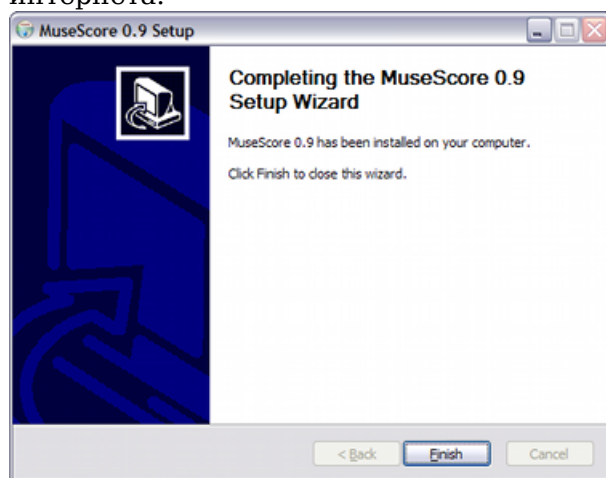 интернета.
MuseScore 0.9 Setup
Completing the MuseScore 0.9
Setup Wizard
MuseScore 0.9 has been installed on your computer.
Click Finish to close this wizard.
< Back
Finish
Cancel